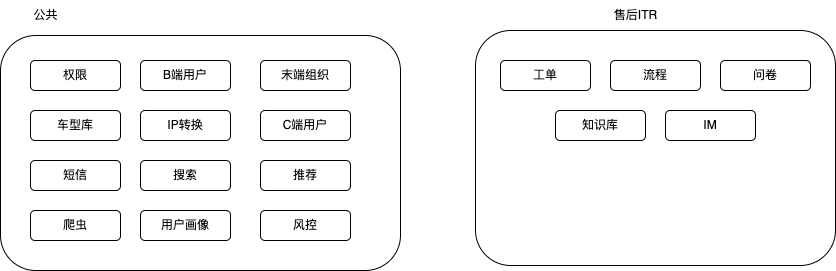 公共
售后ITR
权限
B端用户
末端组织
车型库
IP转换
C端用户
短信
搜索
推荐
爬虫
用户画像
风控
工单
流程
问卷
知识库
IM